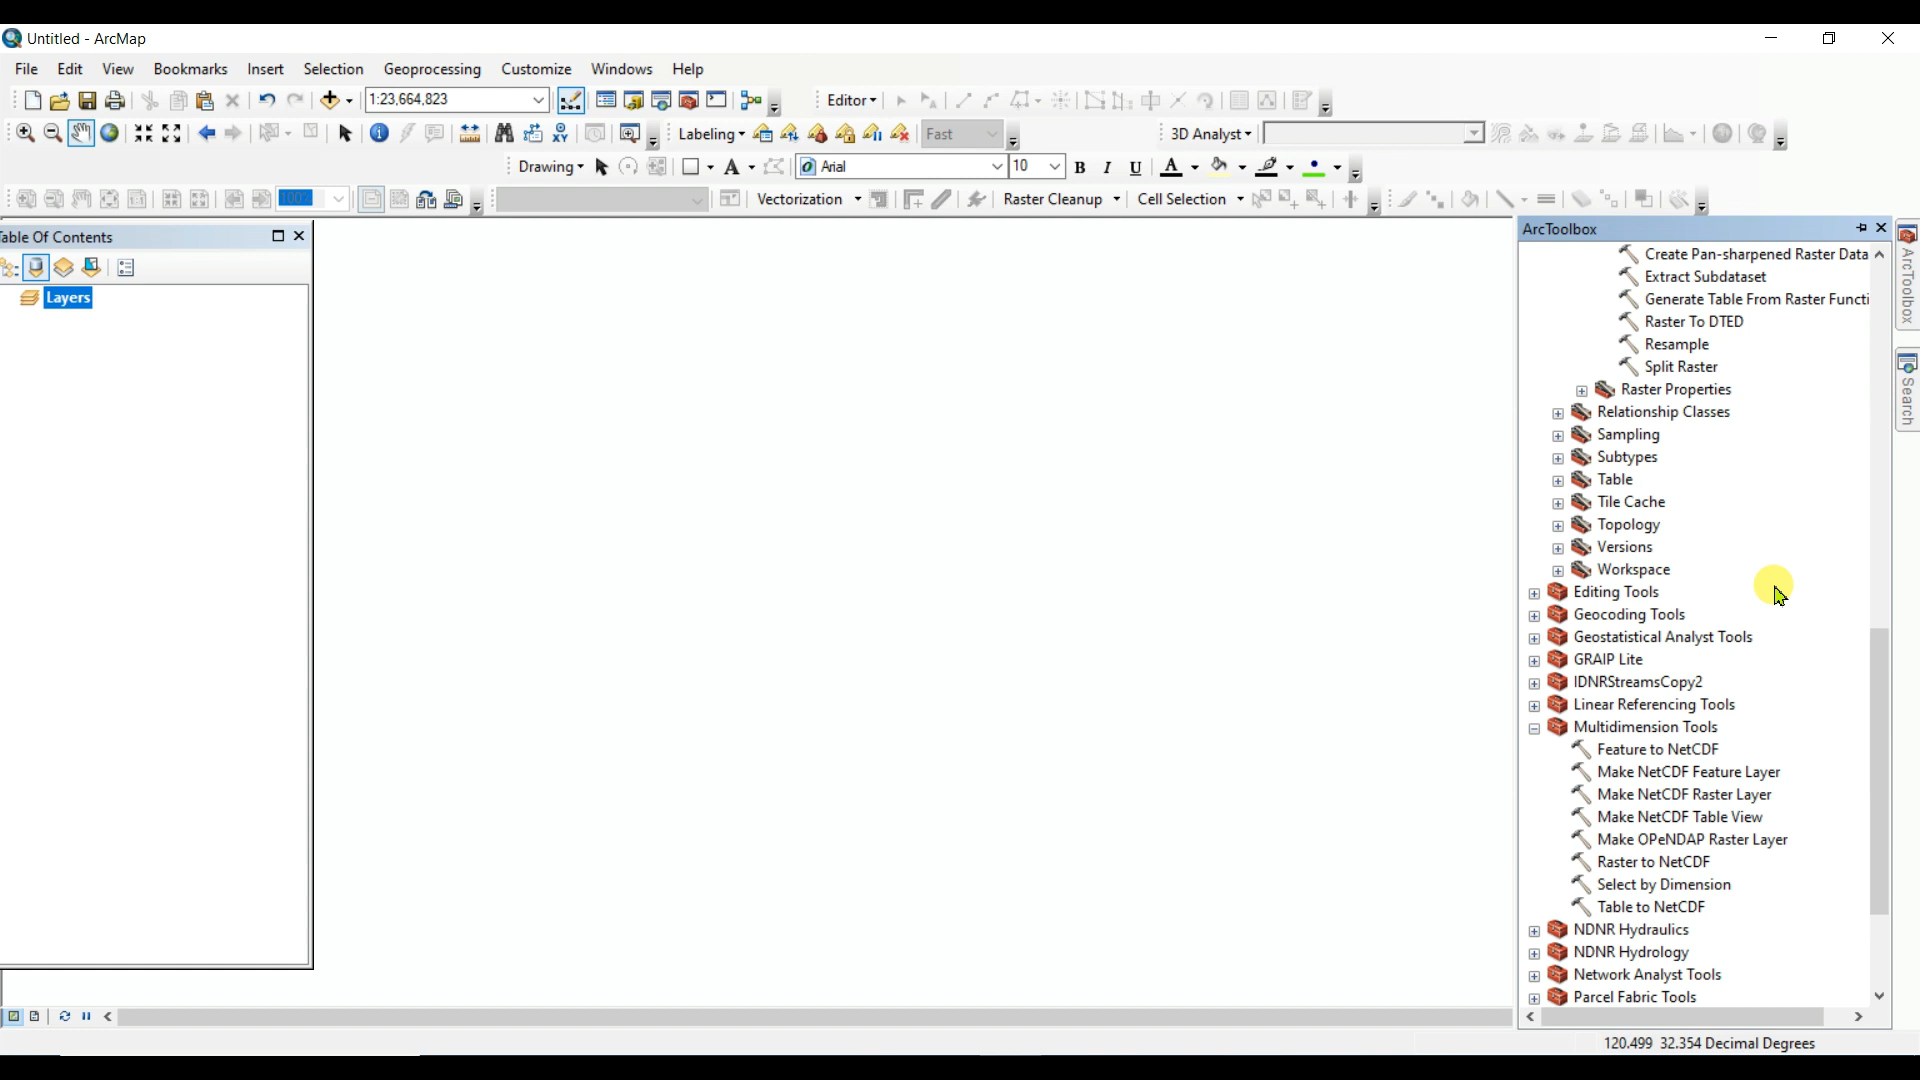 Untitled - ArcMap
File Edit View Bookmarks Insert Selection Geoprocessing Customize Windows Help
1:23,664,823 Editor
Labeling Fast 3D Analyst
Drawing Arial 10 B I U A
100% Vectorization Raster Cleanup Cell Selection
able Of Contents
Layers
ArcToolbox
Create Pan-sharpened Raster Data
Extract Subdataset
Generate Table From Raster Functi
Raster To DTED
Resample
Split Raster
Raster Properties
Relationship Classes
Sampling
Subtypes
Table
Tile Cache
Topology
Versions
Workspace
Editing Tools
Geocoding Tools
Geostatistical Analyst Tools
GRAIP Lite
IDNRStreamsCopy2
Linear Referencing Tools
Multidimension Tools
Feature to NetCDF
Make NetCDF Feature Layer
Make NetCDF Raster Layer
Make NetCDF Table View
Make OPeNDAP Raster Layer
Raster to NetCDF
Select by Dimension
Table to NetCDF
NDNR Hydraulics
NDNR Hydrology
Network Analyst Tools
Parcel Fabric Tools
ArcToolbox
Search
120.499 32.354 Decimal Degrees